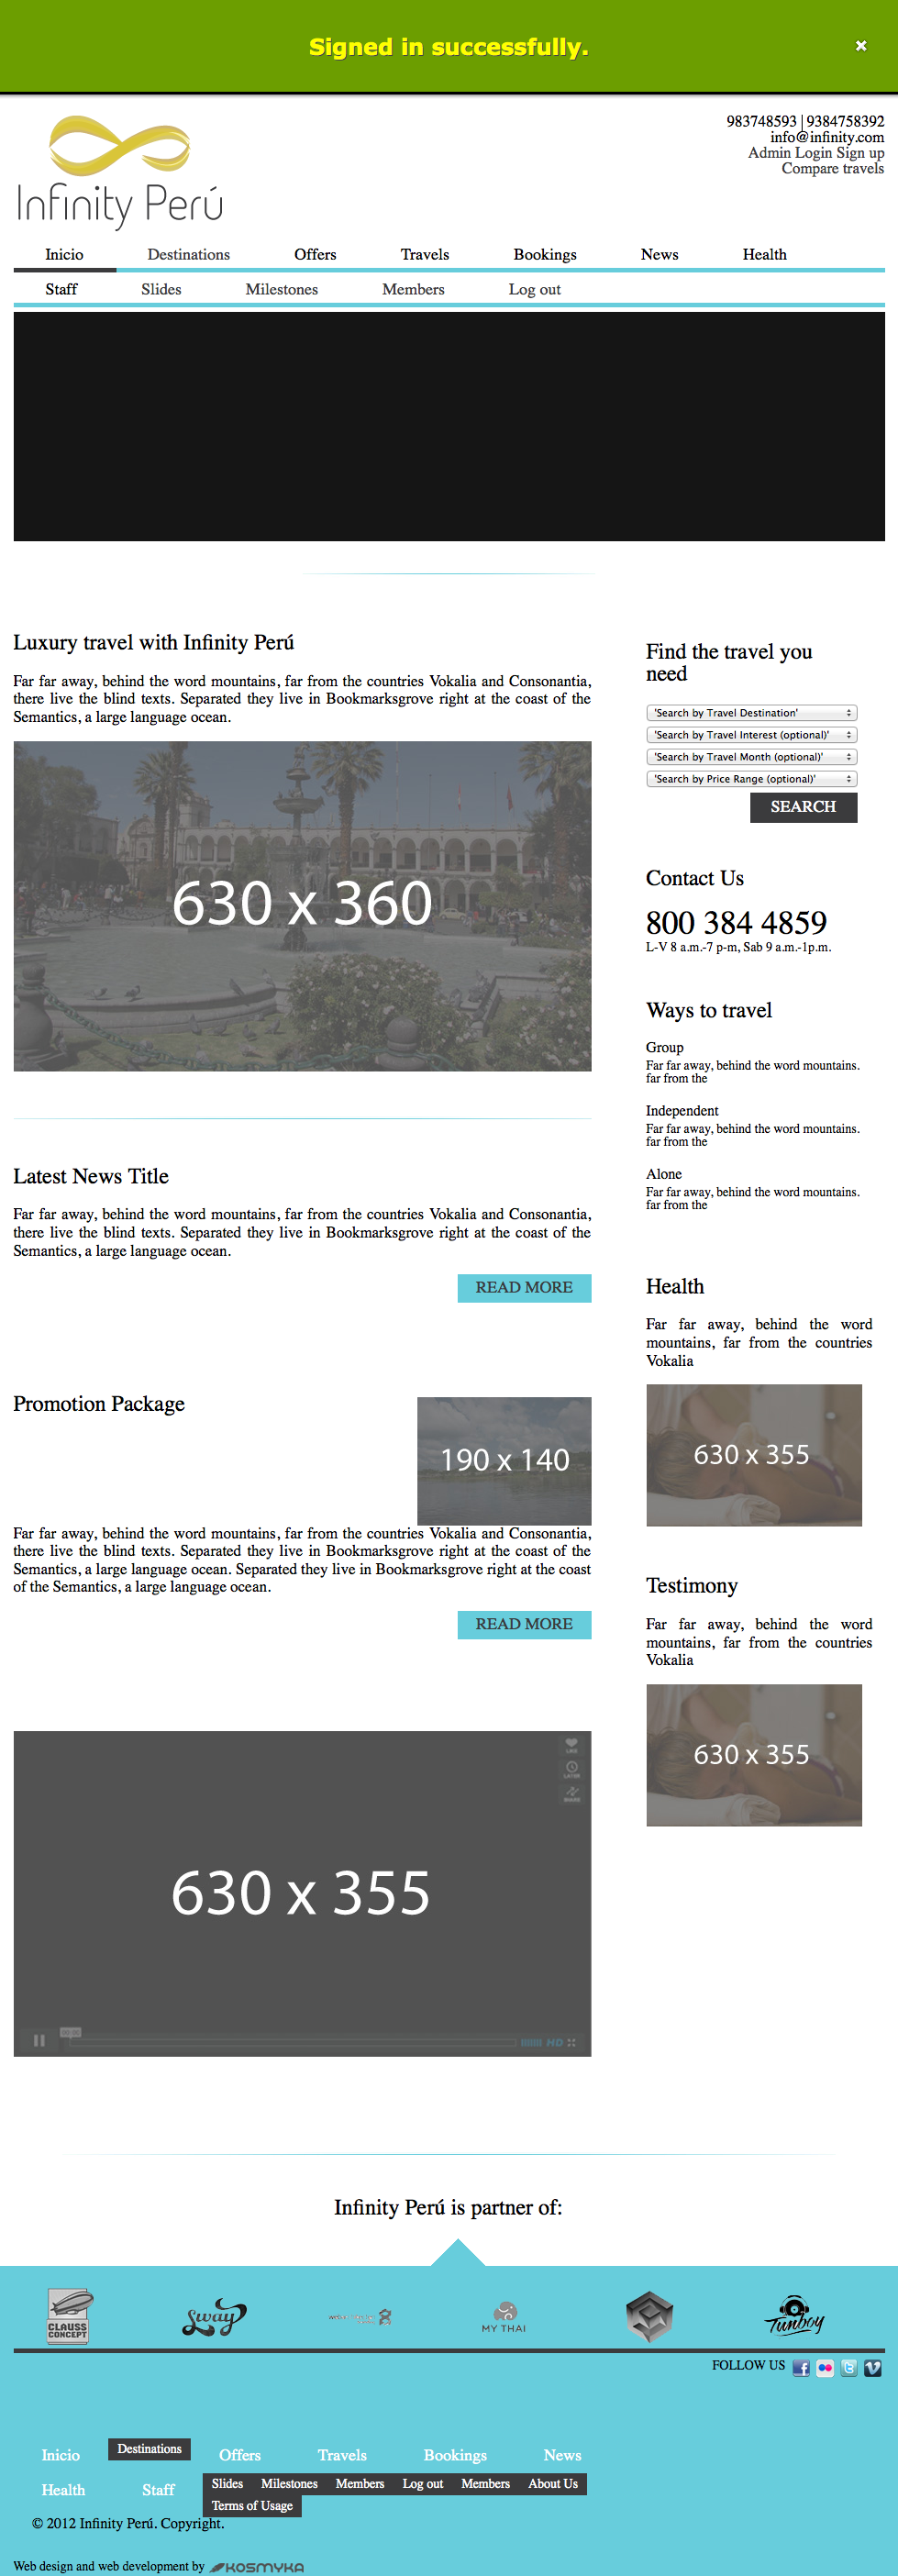 Signed in successfully.
983748593 | 9384758392
info@infinity.com
Admin Login Sign up
Compare travels
Infinity Perú
Inicio Destinations Offers Travels Bookings News Health
Staff Slides Milestones Members Log out
Luxury travel with Infinity Perú
Far far away, behind the word mountains, far from the countries Vokalia and Consonantia,
there live the blind texts. Separated they live in Bookmarksgrove right at the coast of the
Semantics, a large language ocean.
630 x 360
Latest News Title
Far far away, behind the word mountains, far from the countries Vokalia and Consonantia,
there live the blind texts. Separated they live in Bookmarksgrove right at the coast of the
Semantics, a large language ocean.
READ MORE
Promotion Package
190 x 140
Far far away, behind the word mountains, far from the countries Vokalia and Consonantia,
there live the blind texts. Separated they live in Bookmarksgrove right at the coast of the
Semantics, a large language ocean. Separated they live in Bookmarksgrove right at the coast
of the Semantics, a large language ocean.
READ MORE
LIKE
LATER
SHARE
630 x 355
HD
Find the travel you
need
'Search by Travel Destination'
'Search by Travel Interest (optional)'
'Search by Travel Month (optional)'
'Search by Price Range (optional)'
SEARCH
Contact Us
800 384 4859
L-V 8 a.m.-7 p-m, Sab 9 a.m.-1p.m.
Ways to travel
Group
Far far away, behind the word mountains.
far from the
Independent
Far far away, behind the word mountains.
far from the
Alone
Far far away, behind the word mountains.
far from the
Health
Far far away, behind the word
mountains, far from the countries
Vokalia
630 x 355
Testimony
Far far away, behind the word
mountains, far from the countries
Vokalia
630 x 355
Infinity Perú is partner of:
CLAUSS
CONCEPT
Sway
MY THAI
Tunboy
FOLLOW US
Inicio Destinations Offers Travels Bookings News
Health Staff Slides Milestones Members Log out Members About Us
Terms of Usage
© 2012 Infinity Perú. Copyright.
Web design and web development by KOSMYKA